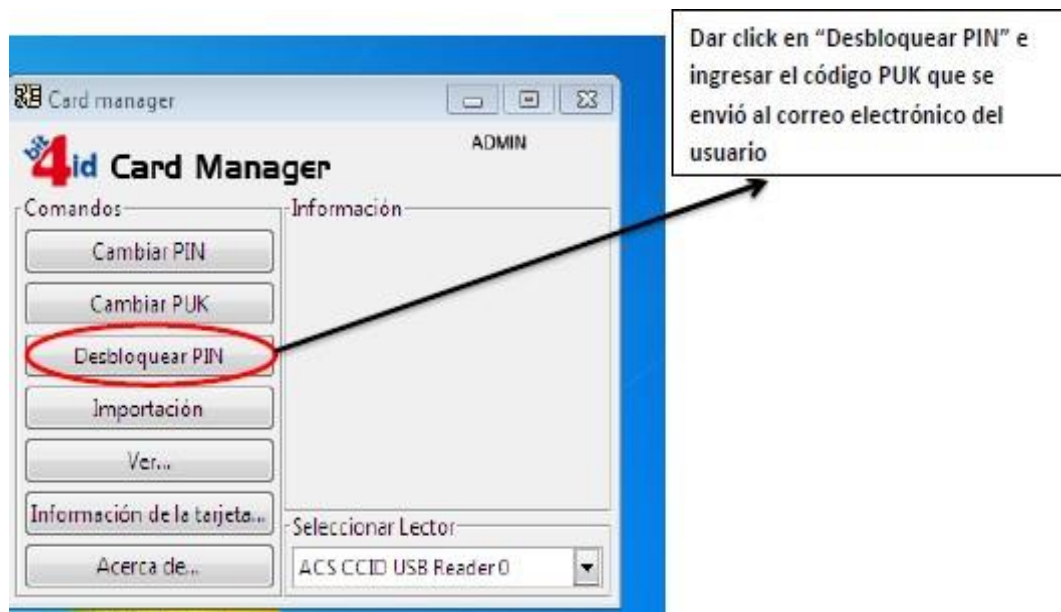 Dar click en “Desbloquear PIN” e
ingresar el código PUK que se
envió al correo electrónico del
usuario
Card manager
bit4id Card Manager
ADMIN
Comandos
Cambiar PIN
Cambiar PUK
Desbloquear PIN
Importación
Ver...
Información de la tarjeta...
Acerca de...
Información
Seleccionar Lector
ACS CCID USB Reader 0